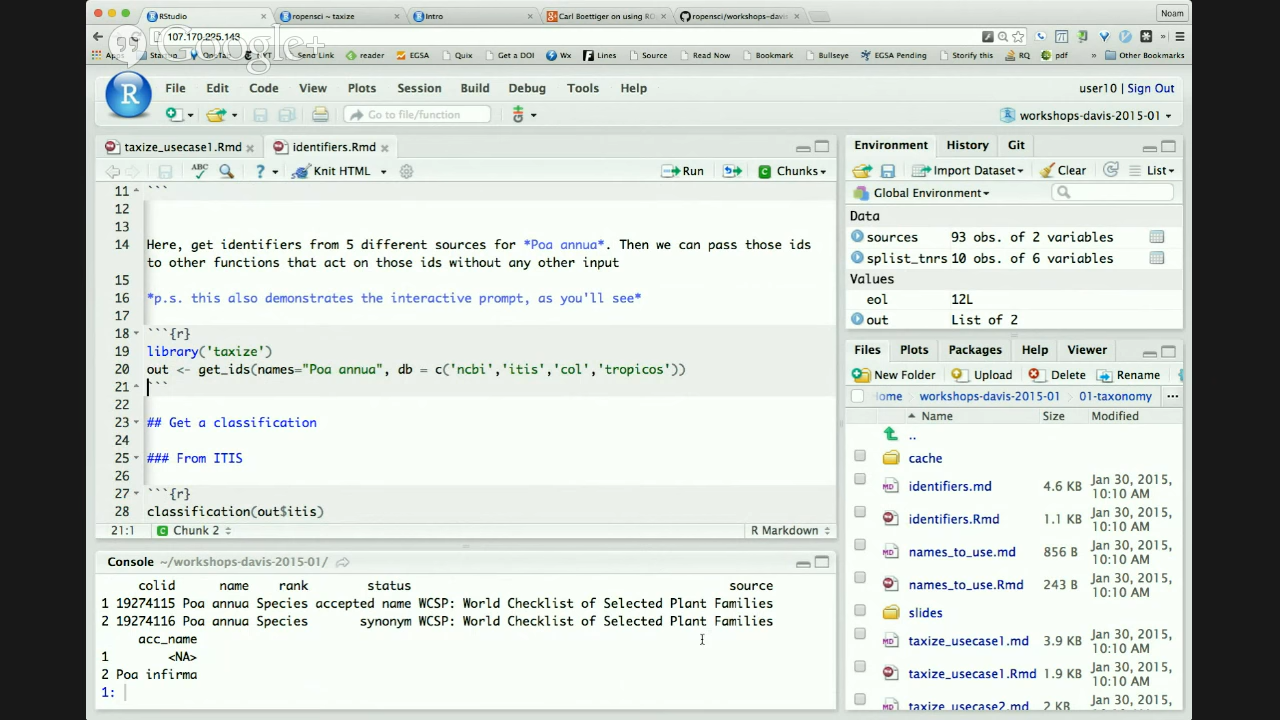 RStudio
ropensci ~ taxize
Intro
Carl Boettiger on using RO
ropensci/workshops-davis
Noam
107.170.225.143
Google+
Apps
Send Link
reader
EGSA
Quix
Get a DOI
Wx
Lines
Source
Read Now
Bookmark
Bullseye
EGSA Pending
Storify this
RQ
pdf
»
Other Bookmarks
R
File
Edit
Code
View
Plots
Session
Build
Debug
Tools
Help
user10 | Sign Out
Go to file/function
workshops-davis-2015-01
taxize_usecase1.Rmd
identifiers.Rmd
ABC
?
Knit HTML
Run
Chunks
11 ```
12
13
14 Here, get identifiers from 5 different sources for *Poa annua*. Then we can pass those ids
to other functions that act on those ids without any other input
15
16 *p.s. this also demonstrates the interactive prompt, as you'll see*
17
18 ```{r}
19 library('taxize')
20 out <- get_ids(names="Poa annua", db = c('ncbi','itis','col','tropicos'))
21 ```
22
23 ## Get a classification
24
25 ### From ITIS
26
27 ```{r}
28 classification(out$itis)
21:1
Chunk 2
R Markdown
Console ~/workshops-davis-2015-01/
colid name rank status source
1 19274115 Poa annua Species accepted name WCSP: World Checklist of Selected Plant Families
2 19274116 Poa annua Species synonym WCSP: World Checklist of Selected Plant Families
acc_name
1 <NA>
2 Poa infirma
1:
Environment
History
Git
Import Dataset
Clear
List
Global Environment
Data
sources 93 obs. of 2 variables
splist_tnrs 10 obs. of 6 variables
Values
eol 12L
out List of 2
Files
Plots
Packages
Help
Viewer
New Folder
Upload
Delete
Rename
ome
workshops-davis-2015-01
01-taxonomy
...
Name
Size
Modified
..
cache
identifiers.md 4.6 KB Jan 30, 2015,
10:10 AM
identifiers.Rmd 1.1 KB Jan 30, 2015,
10:10 AM
names_to_use.md 856 B Jan 30, 2015,
10:10 AM
names_to_use.Rmd 243 B Jan 30, 2015,
10:10 AM
slides
taxize_usecase1.md 3.9 KB Jan 30, 2015,
10:10 AM
taxize_usecase1.Rmd 1.9 KB Jan 30, 2015,
10:10 AM
taxize_usecase2.md 2 KB Jan 30, 2015,